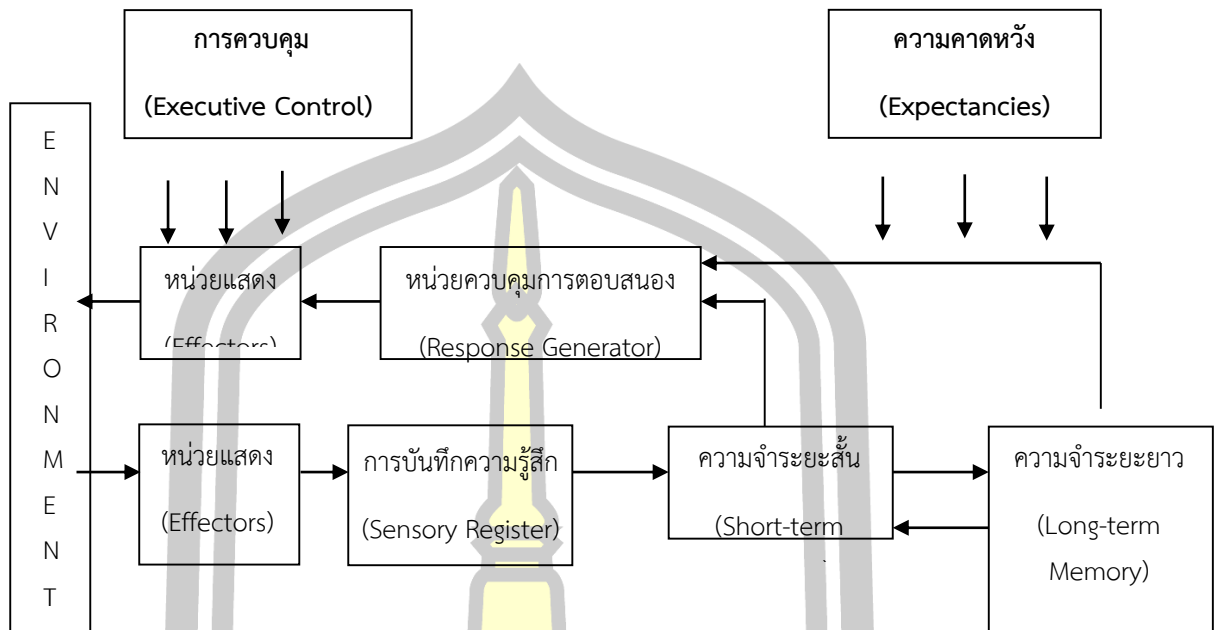 การควบคุม
(Executive Control)
ความคาดหวัง
(Expectancies)
E
N
V
I
R
O
N
M
E
N
T
หน่วยแสดง
(Effectors)
หน่วยควบคุมการตอบสนอง
(Response Generator)
หน่วยแสดง
(Effectors)
การบันทึกความรู้สึก
(Sensory Register)
ความจำระยะสั้น
(Short-term
ความจำระยะยาว
(Long-term
Memory)